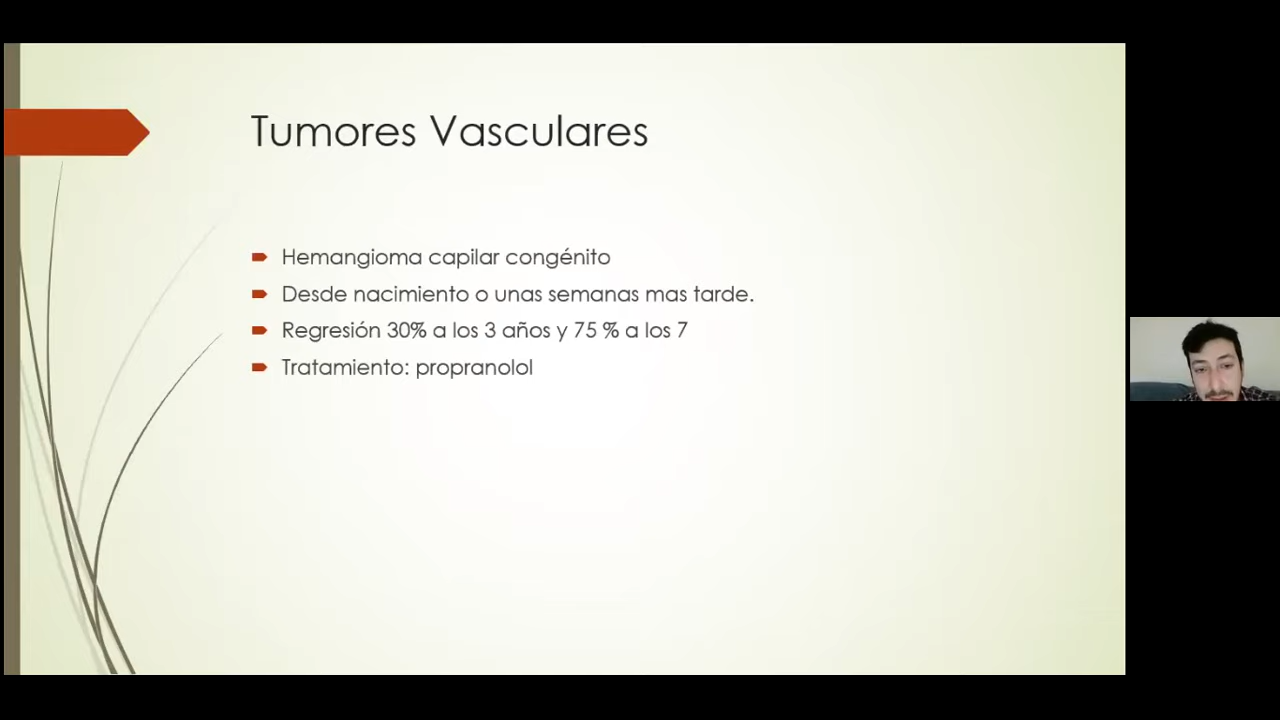 Tumores Vasculares
Hemangioma capilar congénito
Desde nacimiento o unas semanas mas tarde.
Regresión 30% a los 3 años y 75 % a los 7
Tratamiento: propranolol